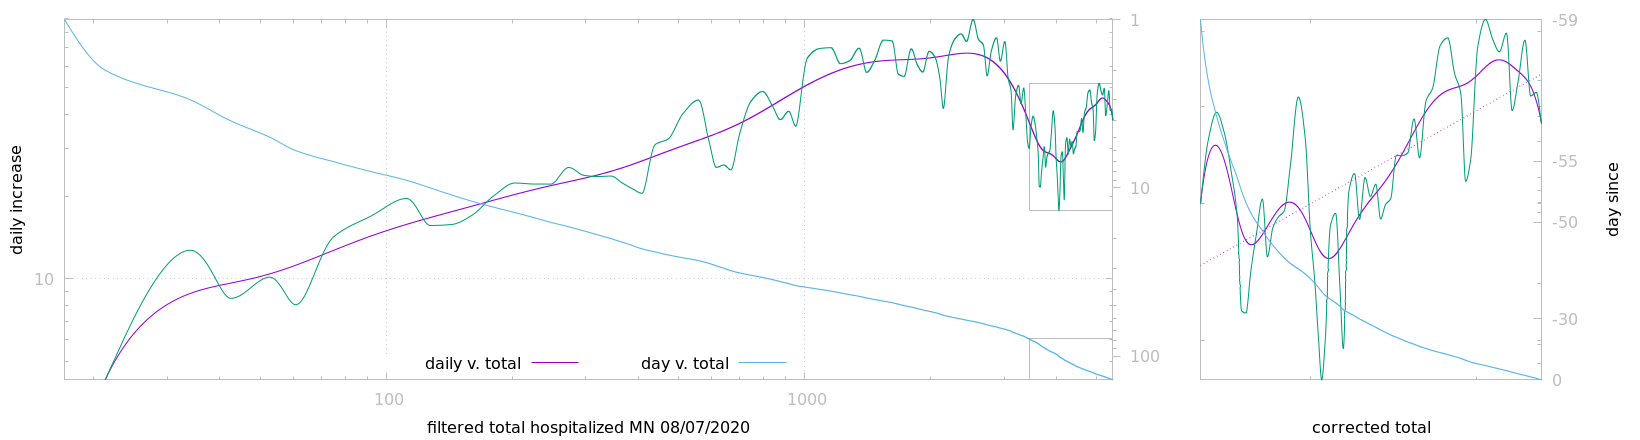 daily increase
10
100
1000
1
10
100
daily v. total
day v. total
filtered total hospitalized MN 08/07/2020
-59
-55
-50
-30
0
day since
corrected total